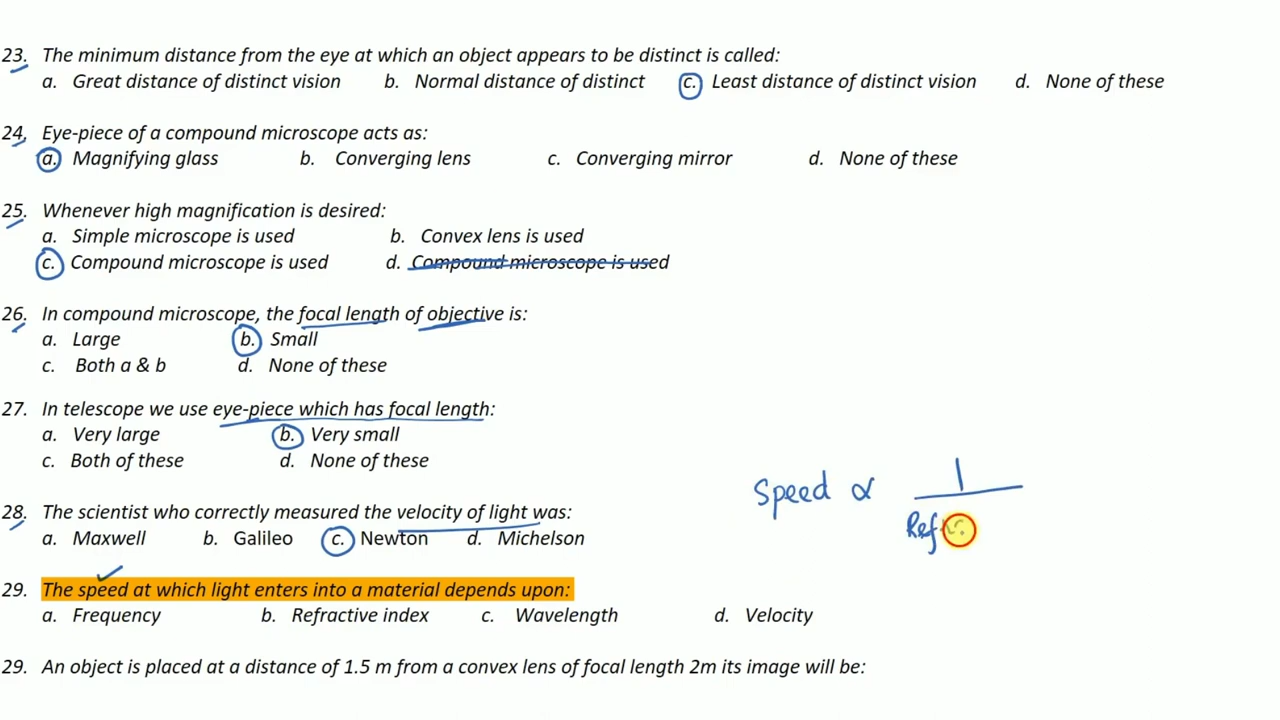 23. The minimum distance from the eye at which an object appears to be distinct is called:
a. Great distance of distinct vision b. Normal distance of distinct c. Least distance of distinct vision d. None of these
24, Eye-piece of a compound microscope acts as:
a. Magnifying glass b. Converging lens c. Converging mirror d. None of these
25. Whenever high magnification is desired:
a. Simple microscope is used b. Convex lens is used
c. Compound microscope is used d. Compound microscope is used
26. In compound microscope, the focal length of objective is:
a. Large b. Small
c. Both a & b d. None of these
27. In telescope we use eye-piece which has focal length:
a. Very large b. Very small
c. Both of these d. None of these
Speed ∝ 1
28. The scientist who correctly measured the velocity of light was:
Ref
a. Maxwell b. Galileo c. Newton d. Michelson
29. The speed at which light enters into a material depends upon:
a. Frequency b. Refractive index c. Wavelength d. Velocity
29. An object is placed at a distance of 1.5 m from a convex lens of focal length 2m its image will be: